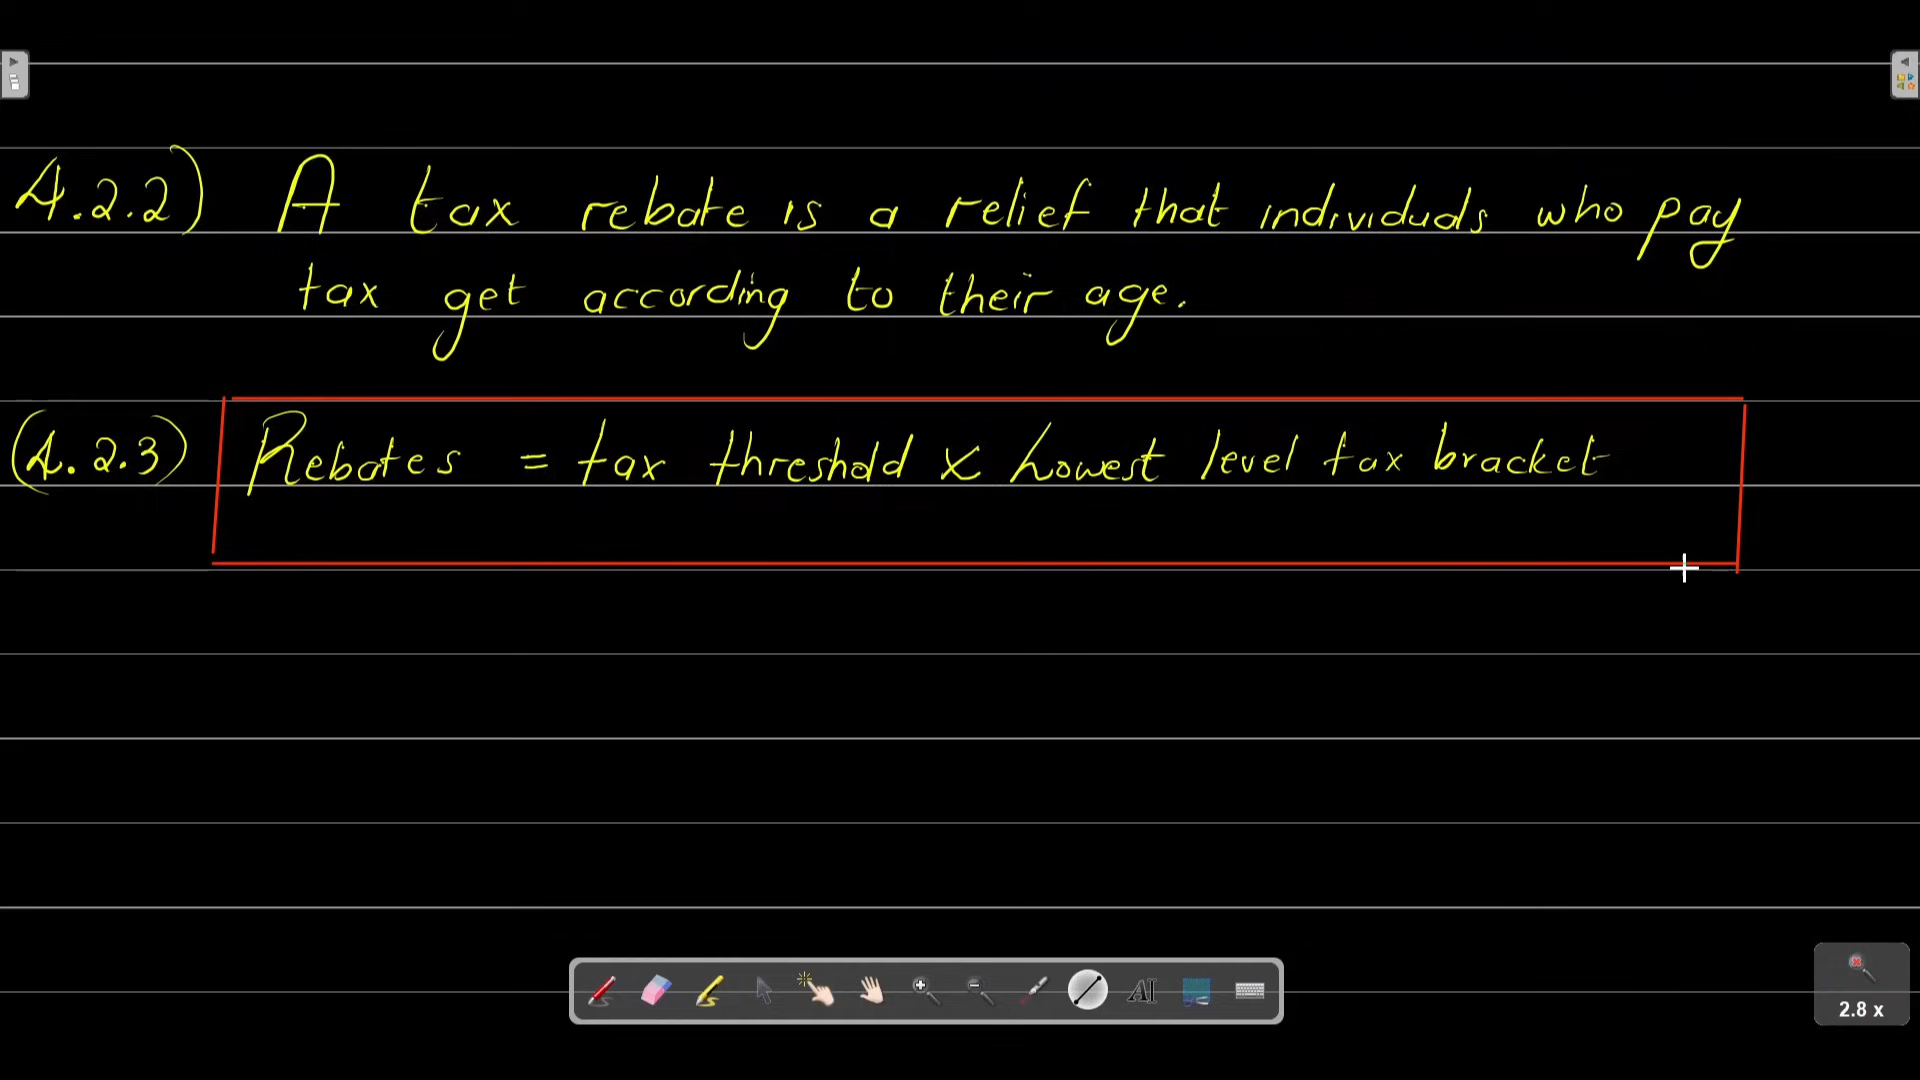 4.2.2) A tax rebate is a relief that individuals who pay
tax get according to their age.
(4.2.3) Rebates = tax threshold x Lowest level tax bracket
AI
2.8 x